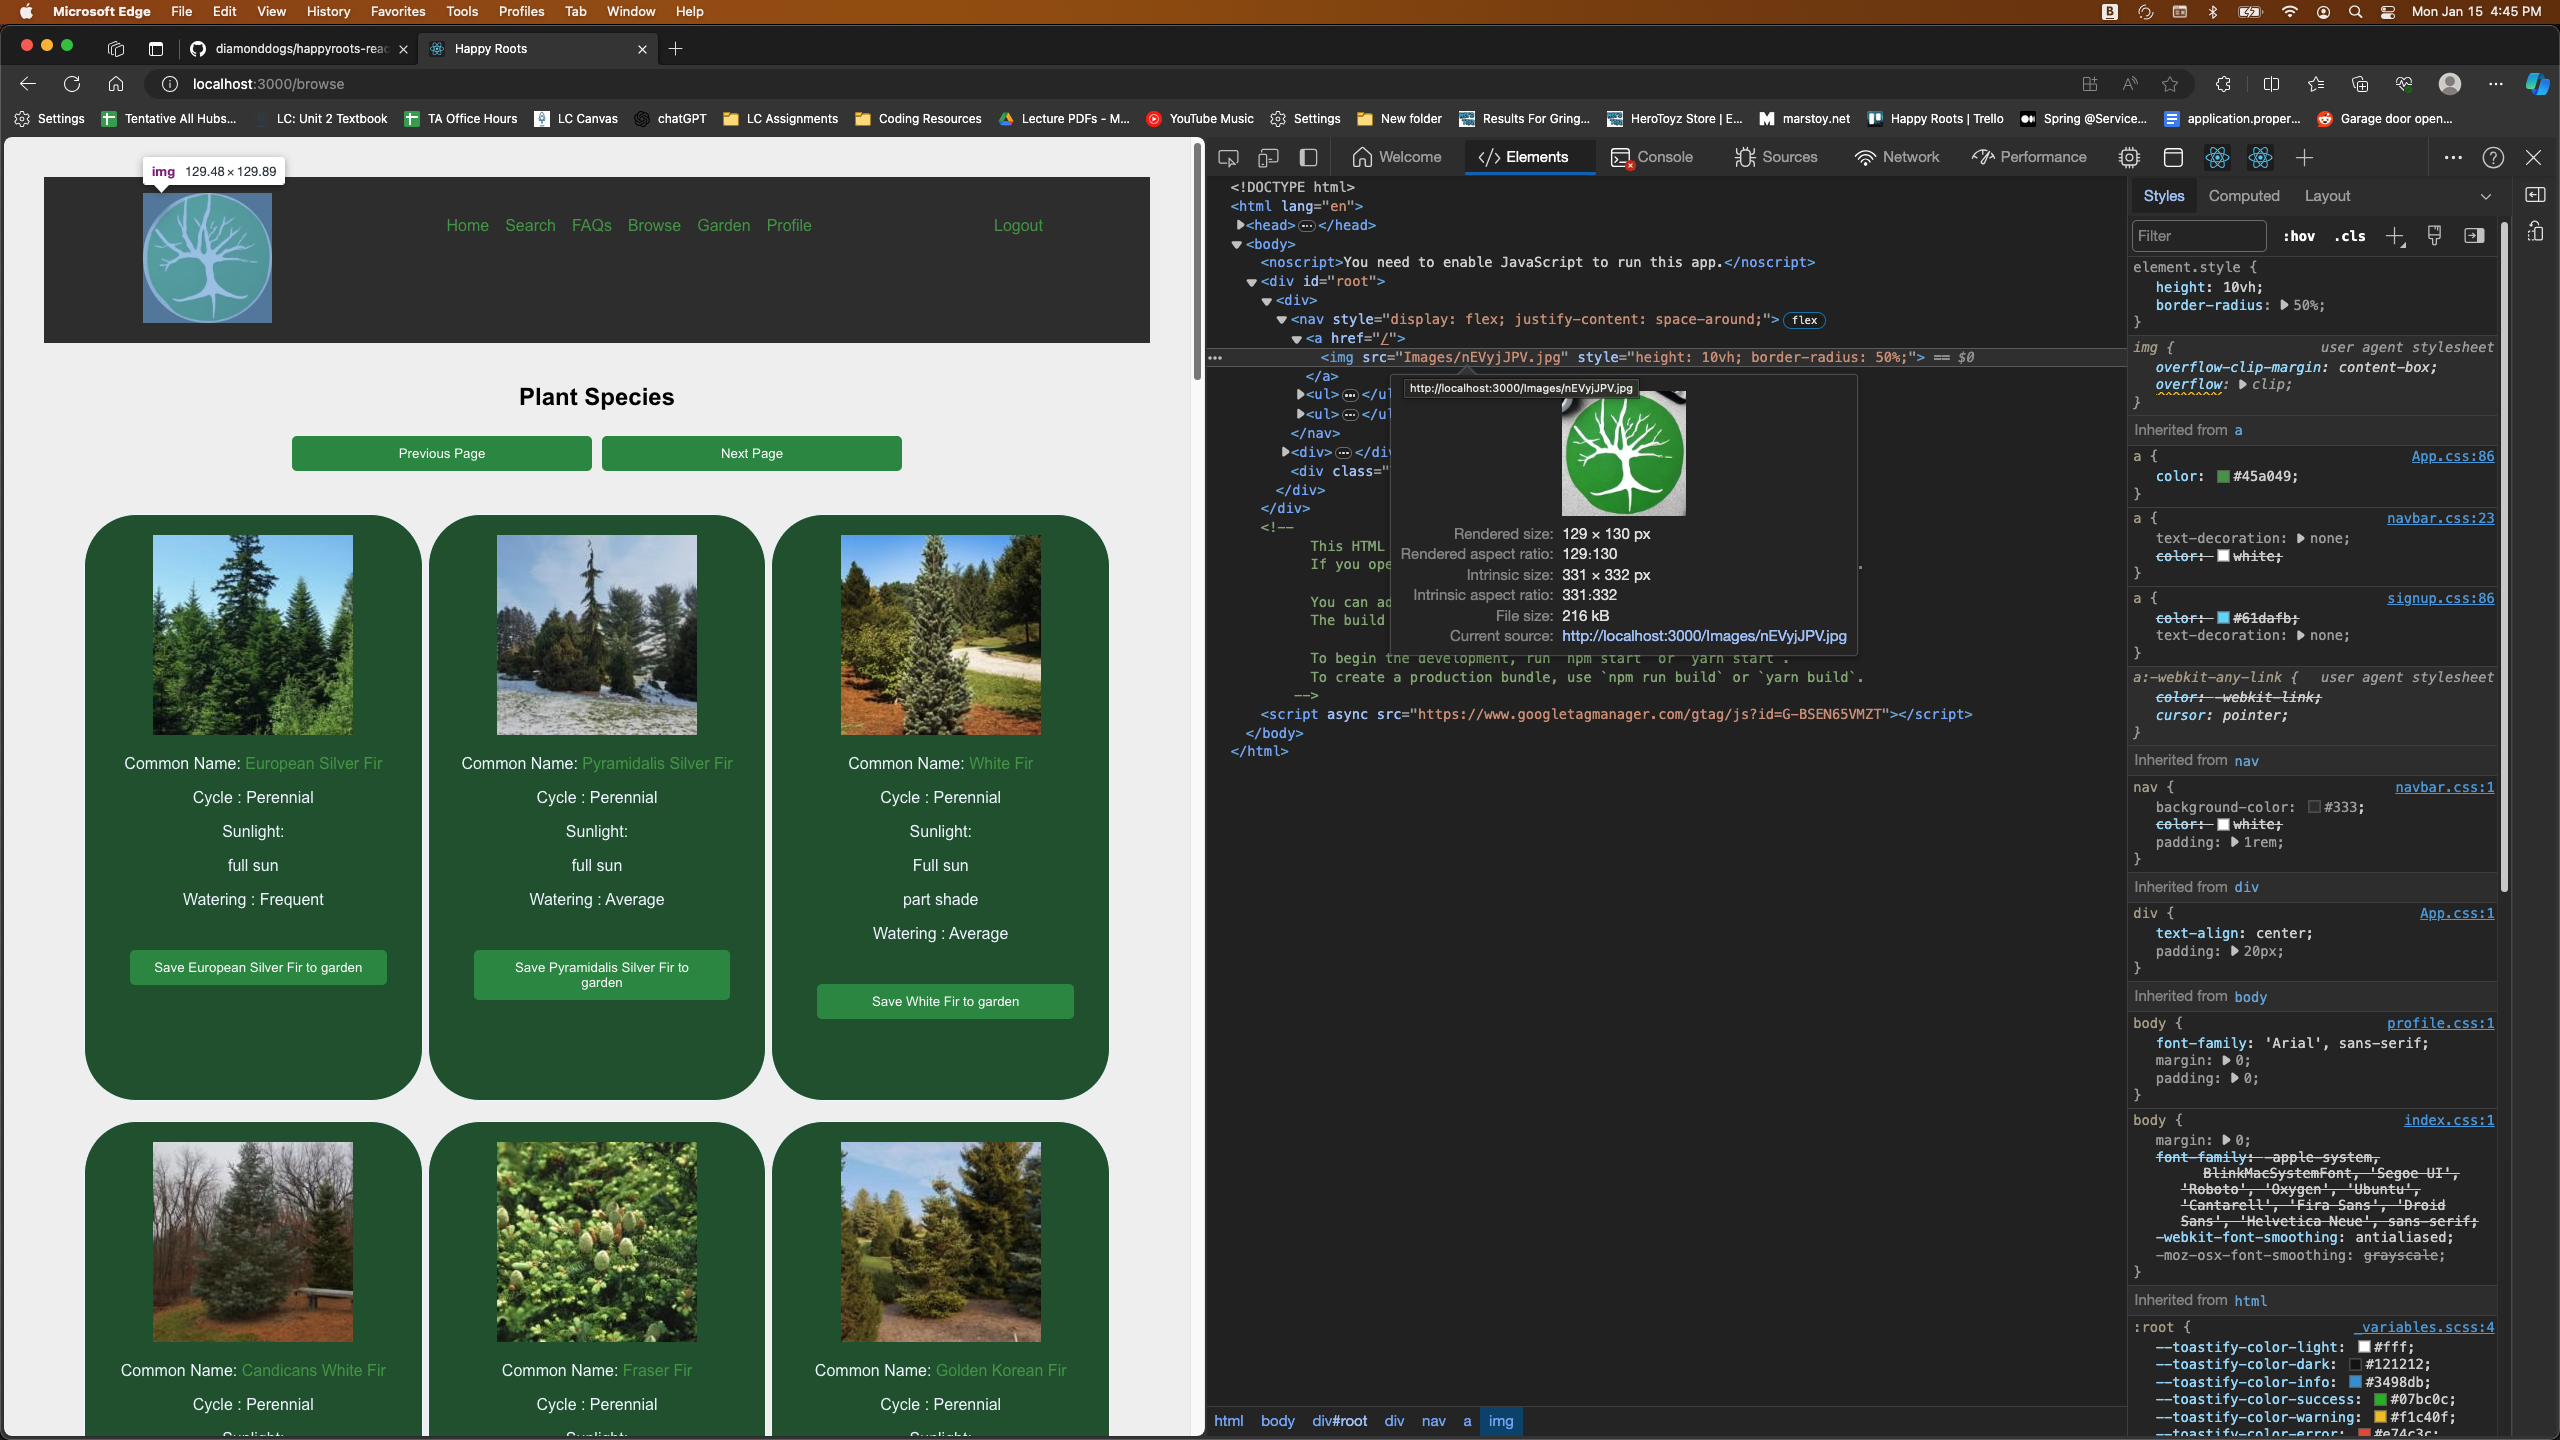 Microsoft Edge File Edit View History Favorites Tools Profiles Tab Window Help Mon Jan 15 4:45 PM
diamonddogs/happyroots-reac
Happy Roots
localhost:3000/browse
Settings Tentative All Hubs... LC: Unit 2 Textbook TA Office Hours LC Canvas chatGPT LC Assignments Coding Resources Lecture PDFs - M... YouTube Music Settings New folder Results For Gring... HeroToyz Store | E... marstoy.net Happy Roots | Trello Spring @Service... application.proper... Garage door open...
img 129.48 × 129.89
Home Search FAQs Browse Garden Profile Logout
Plant Species
Previous Page Next Page
Common Name: European Silver Fir
Cycle : Perennial
Sunlight:
full sun
Watering : Frequent
Save European Silver Fir to garden
Common Name: Pyramidalis Silver Fir
Cycle : Perennial
Sunlight:
full sun
Watering : Average
Save Pyramidalis Silver Fir to
garden
Common Name: White Fir
Cycle : Perennial
Sunlight:
Full sun
part shade
Watering : Average
Save White Fir to garden
Common Name: Candicans White Fir
Cycle : Perennial
Common Name: Fraser Fir
Cycle : Perennial
Common Name: Golden Korean Fir
Cycle : Perennial
Welcome Elements Console Sources Network Performance
<!DOCTYPE html>
<html lang="en">
<head> ••• </head>
<body>
<noscript>You need to enable JavaScript to run this app.</noscript>
<div id="root">
<div>
<nav style="display: flex; justify-content: space-around;"> flex
<a href="/">
••• <img src="Images/nEVyjJPV.jpg" style="height: 10vh; border-radius: 50%;"> == $0
</a>
<ul> ••• </ul
<ul> ••• </ul
</nav>
<div> ••• </div
<div class="
</div>
</div>
<!--
This HTML
If you ope
You can ad
The build
To begin the development, run `npm start` or `yarn start`.
To create a production bundle, use `npm run build` or `yarn build`.
-->
<script async src="https://www.googletagmanager.com/gtag/js?id=G-BSEN65VMZT"></script>
</body>
</html>
http://localhost:3000/Images/nEVyjJPV.jpg
Rendered size: 129 × 130 px
Rendered aspect ratio: 129:130
Intrinsic size: 331 × 332 px
Intrinsic aspect ratio: 331:332
File size: 216 kB
Current source: http://localhost:3000/Images/nEVyjJPV.jpg
html body div#root div nav a img
Styles Computed Layout
Filter :hov .cls
element.style {
height: 10vh;
border-radius: 50%;
}
img { user agent stylesheet
overflow-clip-margin: content-box;
overflow: clip;
}
Inherited from a
a { App.css:86
color: #45a049;
}
a { navbar.css:23
text-decoration: none;
color: white;
}
a { signup.css:86
color: #61dafb;
text-decoration: none;
}
a:-webkit-any-link { user agent stylesheet
color: -webkit-link;
cursor: pointer;
}
Inherited from nav
nav { navbar.css:1
background-color: #333;
color: white;
padding: 1rem;
}
Inherited from div
div { App.css:1
text-align: center;
padding: 20px;
}
Inherited from body
body { profile.css:1
font-family: 'Arial', sans-serif;
margin: 0;
padding: 0;
}
body { index.css:1
margin: 0;
font-family: -apple-system,
BlinkMacSystemFont, 'Segoe UI',
'Roboto', 'Oxygen', 'Ubuntu',
'Cantarell', 'Fira Sans', 'Droid
Sans', 'Helvetica Neue', sans-serif;
-webkit-font-smoothing: antialiased;
-moz-osx-font-smoothing: grayscale;
}
Inherited from html
:root { _variables.scss:4
--toastify-color-light: #fff;
--toastify-color-dark: #121212;
--toastify-color-info: #3498db;
--toastify-color-success: #07bc0c;
--toastify-color-warning: #f1c40f;
--toastify-color-error: #e74c3c;